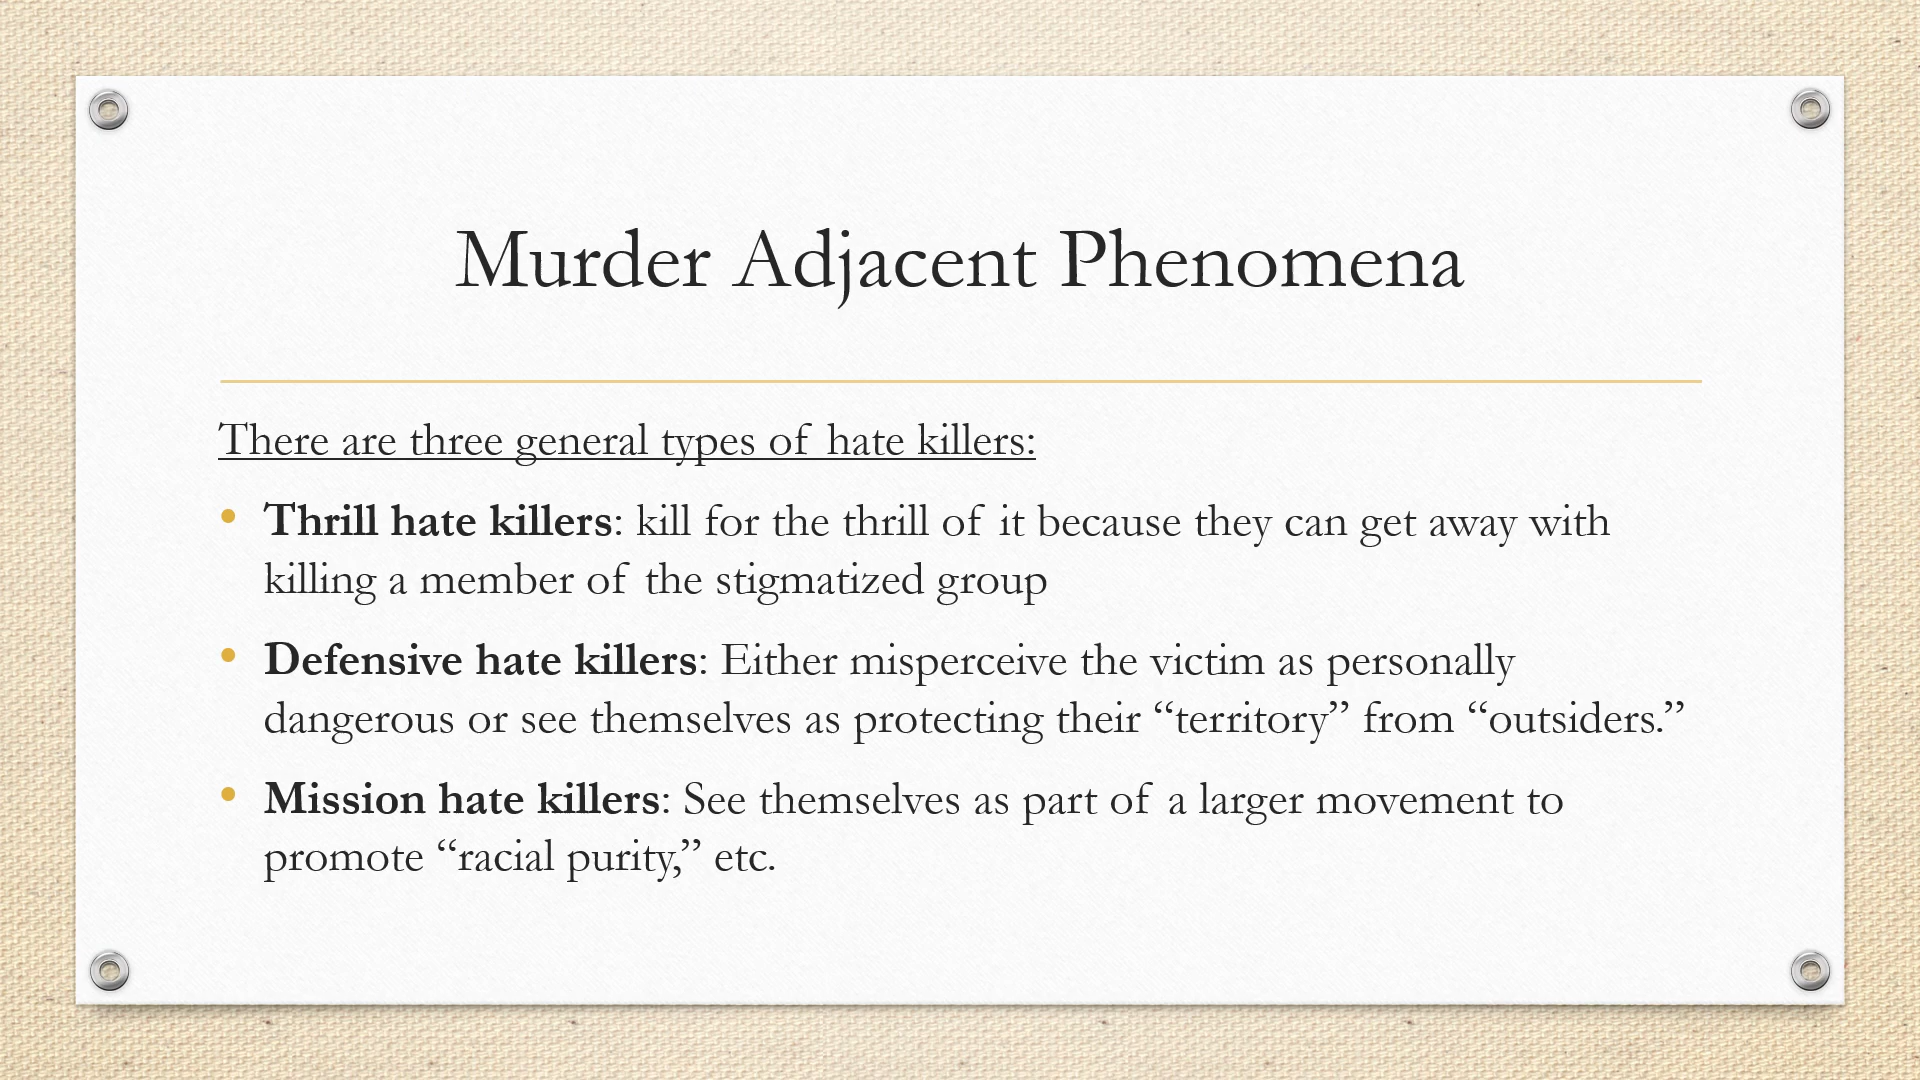 Murder Adjacent Phenomena
There are three general types of hate killers:
• Thrill hate killers: kill for the thrill of it because they can get away with
killing a member of the stigmatized group
• Defensive hate killers: Either misperceive the victim as personally
dangerous or see themselves as protecting their “territory” from “outsiders.”
• Mission hate killers: See themselves as part of a larger movement to
promote “racial purity,” etc.